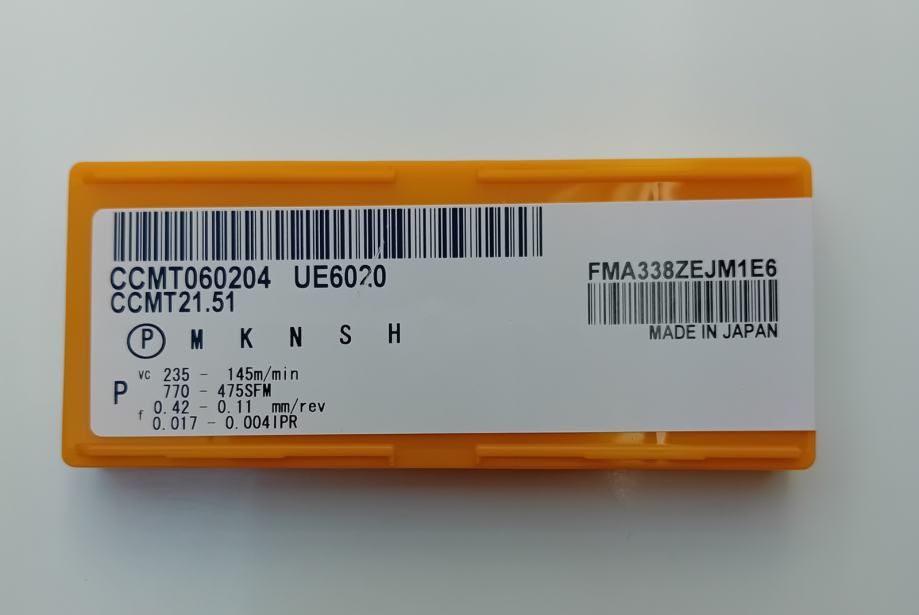 CCMT060204 UE6020
CCMT21.51
FMA338ZEJM1E6
MADE IN JAPAN
P M K N S H
P
vc 235 - 145m/min
770 - 475SFM
f 0.42 - 0.11 mm/rev
0.017 - 0.004IPR